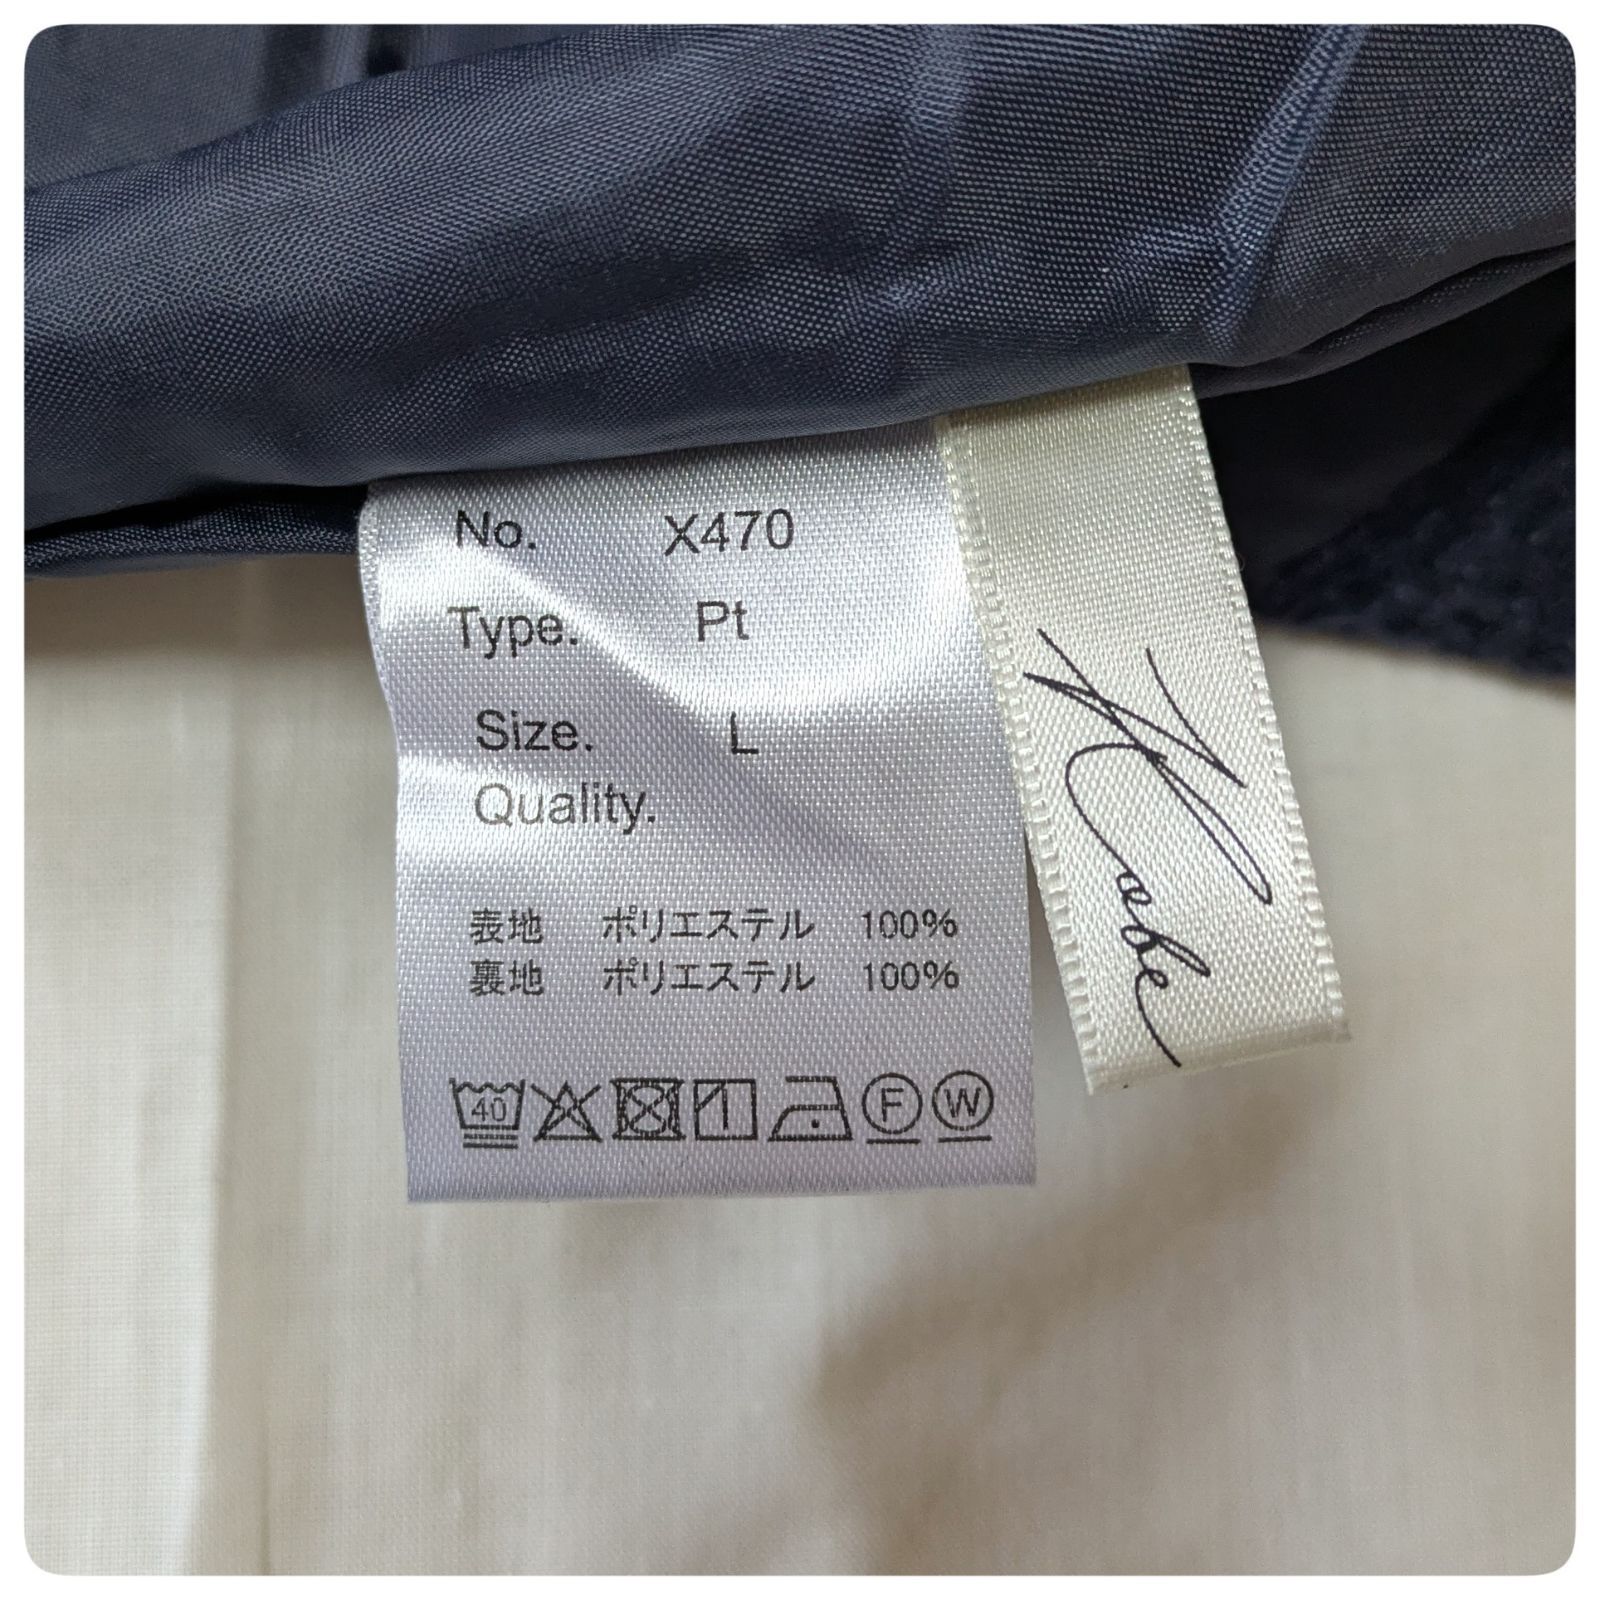 No. X470
Type. Pt
Size. L
Quality.
表地 ポリエステル 100%
裏地 ポリエステル 100%
40
F W